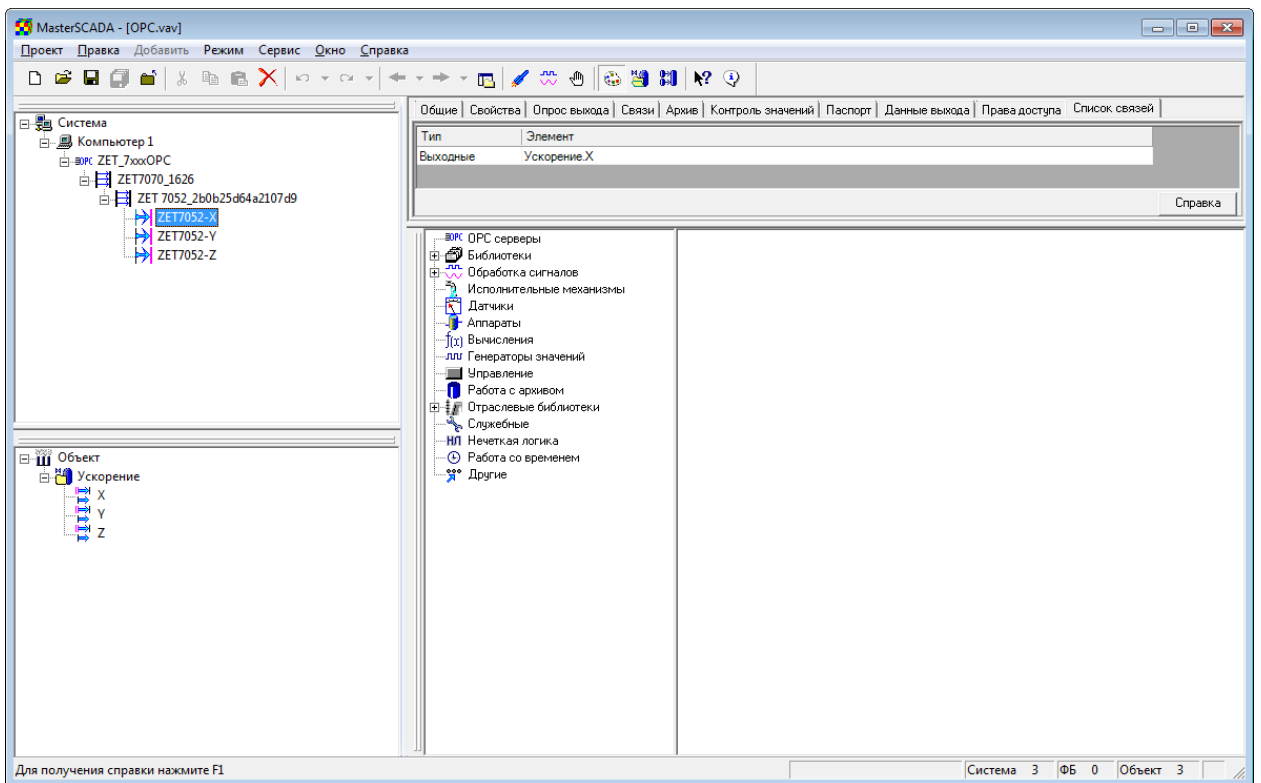 MasterSCADA - [OPC.vav]
Проект Правка Добавить Режим Сервис Окно Справка
Система
Компьютер 1
ZET_7xxxOPC
ZET7070_1626
ZET 7052_2b0b25d64a2107d9
ZET7052-X
ZET7052-Y
ZET7052-Z
Объект
Ускорение
X
Y
Z
Общие Свойства Опрос выхода Связи Архив Контроль значений Паспорт Данные выхода Права доступа Список связей
Тип Элемент
Выходные Ускорение.X
Справка
OPC серверы
Библиотеки
Обработка сигналов
Исполнительные механизмы
Датчики
Аппараты
f(x) Вычисления
Генераторы значений
Управление
Работа с архивом
Отраслевые библиотеки
Служебные
НЛ Нечеткая логика
Работа со временем
Другие
Для получения справки нажмите F1
Система 3 ФБ 0 Объект 3